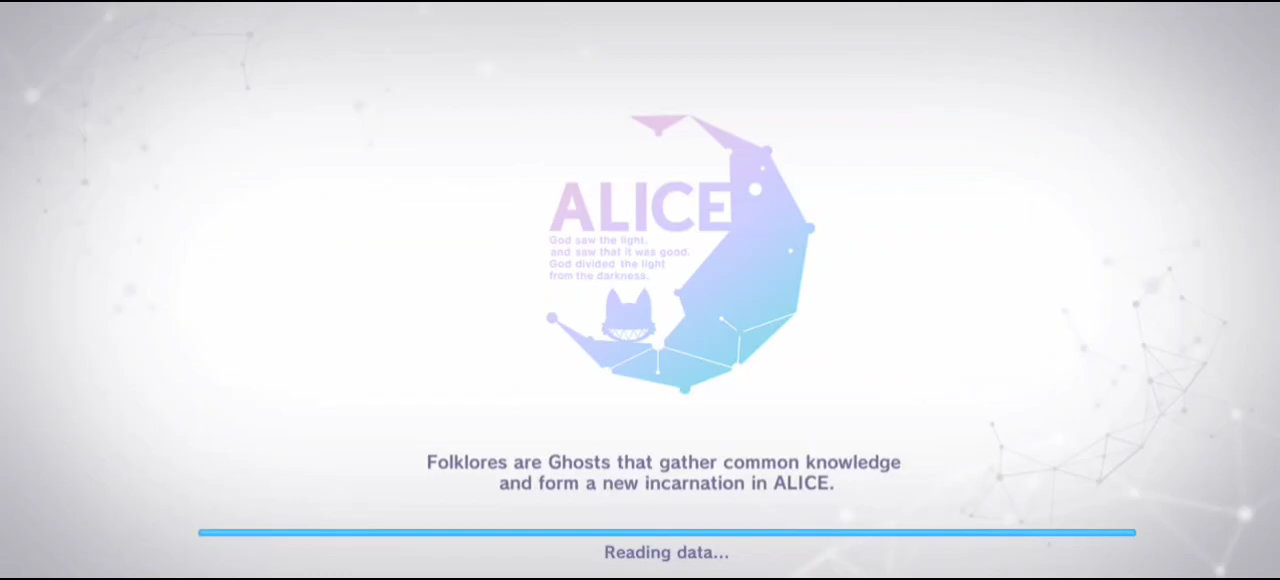 ALICE
God saw the light,
and saw that it was good.
God divided the light
from the darkness.
Folklores are Ghosts that gather common knowledge
and form a new incarnation in ALICE.
Reading data...